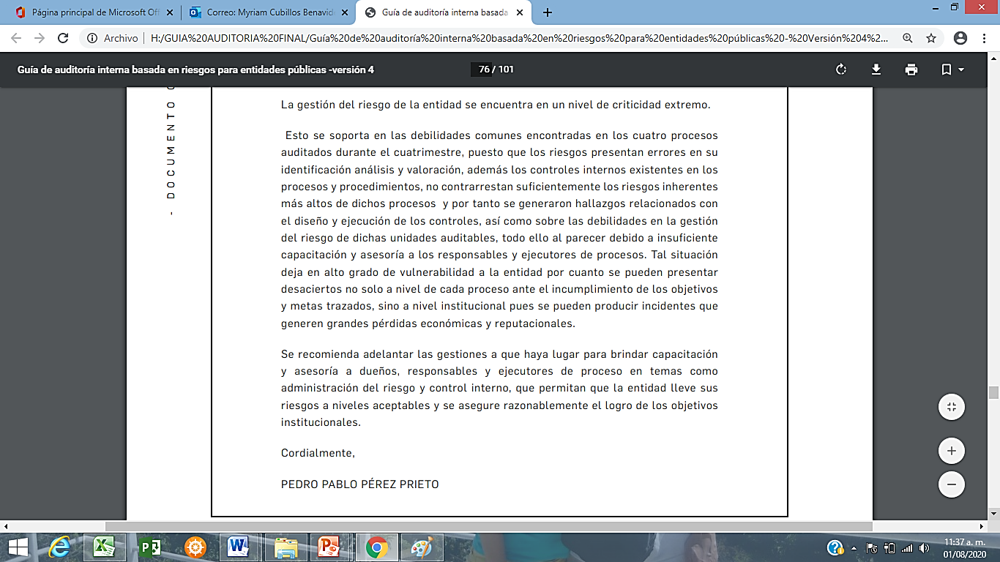 Página principal de Microsoft Off
Correo: Myriam Cubillos Benavid
Guía de auditoría interna basada
Archivo
H:/GUIA%20AUDITORIA%20FINAL/Guía%20de%20auditoría%20interna%20basada%20en%20riesgos%20para%20entidades%20públicas%20-%20Versión%204%2...
Guía de auditoría interna basada en riesgos para entidades públicas -versión 4
76 / 101
- DOCUMENTO
La gestión del riesgo de la entidad se encuentra en un nivel de criticidad extremo.
Esto se soporta en las debilidades comunes encontradas en los cuatro procesos
auditados durante el cuatrimestre, puesto que los riesgos presentan errores en su
identificación análisis y valoración, además los controles internos existentes en los
procesos y procedimientos, no contrarrestan suficientemente los riesgos inherentes
más altos de dichos procesos y por tanto se generaron hallazgos relacionados con
el diseño y ejecución de los controles, así como sobre las debilidades en la gestión
del riesgo de dichas unidades auditables, todo ello al parecer debido a insuficiente
capacitación y asesoría a los responsables y ejecutores de procesos. Tal situación
deja en alto grado de vulnerabilidad a la entidad por cuanto se pueden presentar
desaciertos no solo a nivel de cada proceso ante el incumplimiento de los objetivos
y metas trazados, sino a nivel institucional pues se pueden producir incidentes que
generen grandes pérdidas económicas y reputacionales.
Se recomienda adelantar las gestiones a que haya lugar para brindar capacitación
y asesoría a dueños, responsables y ejecutores de proceso en temas como
administración del riesgo y control interno, que permitan que la entidad lleve sus
riesgos a niveles aceptables y se asegure razonablemente el logro de los objetivos
institucionales.
Cordialmente,
PEDRO PABLO PÉREZ PRIETO
11:37 a. m.
01/08/2020